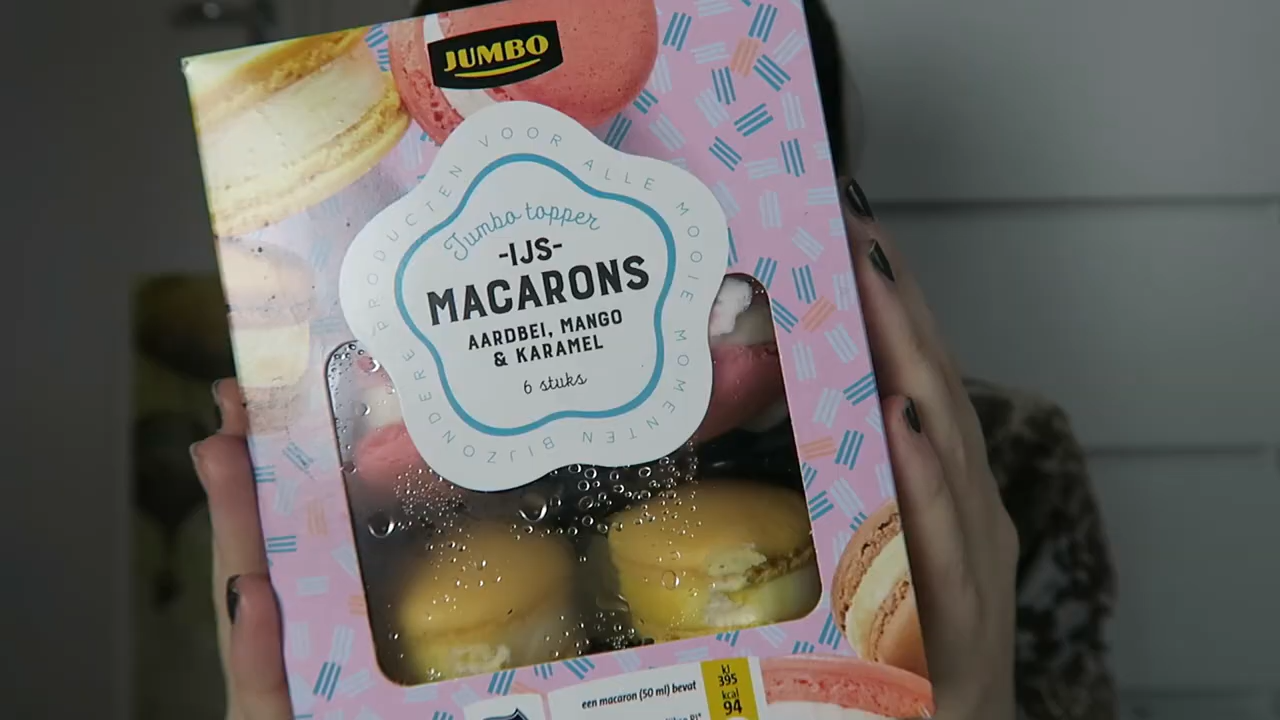 JUMBO
BIJZONDERE PRODUCTEN VOOR ALLE MOOIE MOMENTEN
Jumbo topper
-IJS-
MACARONS
AARDBEI, MANGO
& KARAMEL
6 stuks
een macaron (50 ml) bevat
kJ
395
kcal
94